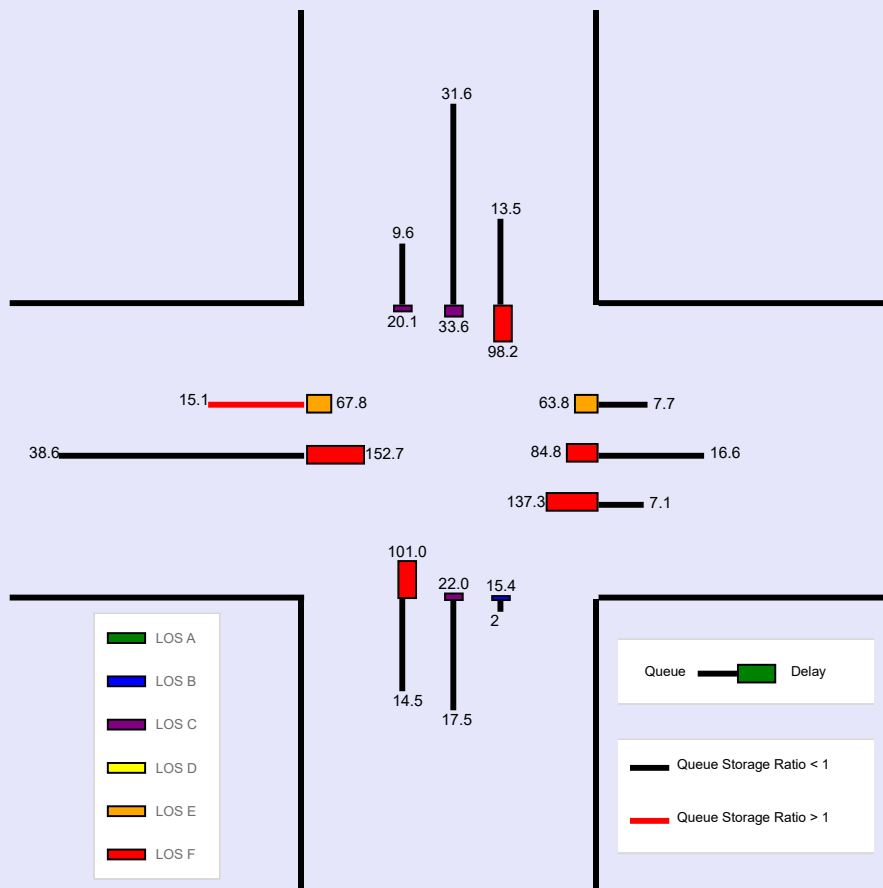 31.6
13.5
9.6
20.1
33.6
98.2
15.1
67.8
63.8
7.7
38.6
152.7
84.8
16.6
137.3
7.1
101.0
22.0
15.4
2
14.5
17.5
LOS A
LOS B
LOS C
LOS D
LOS E
LOS F
Queue
Delay
Queue Storage Ratio < 1
Queue Storage Ratio > 1